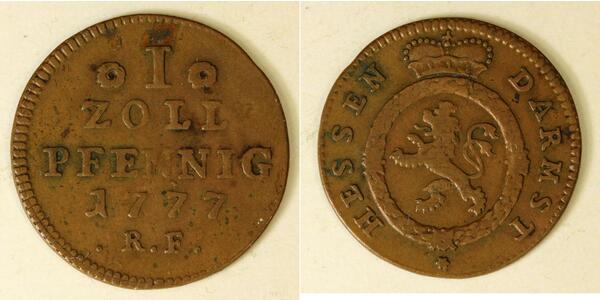 I
ZOLL
PFENNIG
1777
.R.F.
HESSEN DARMST